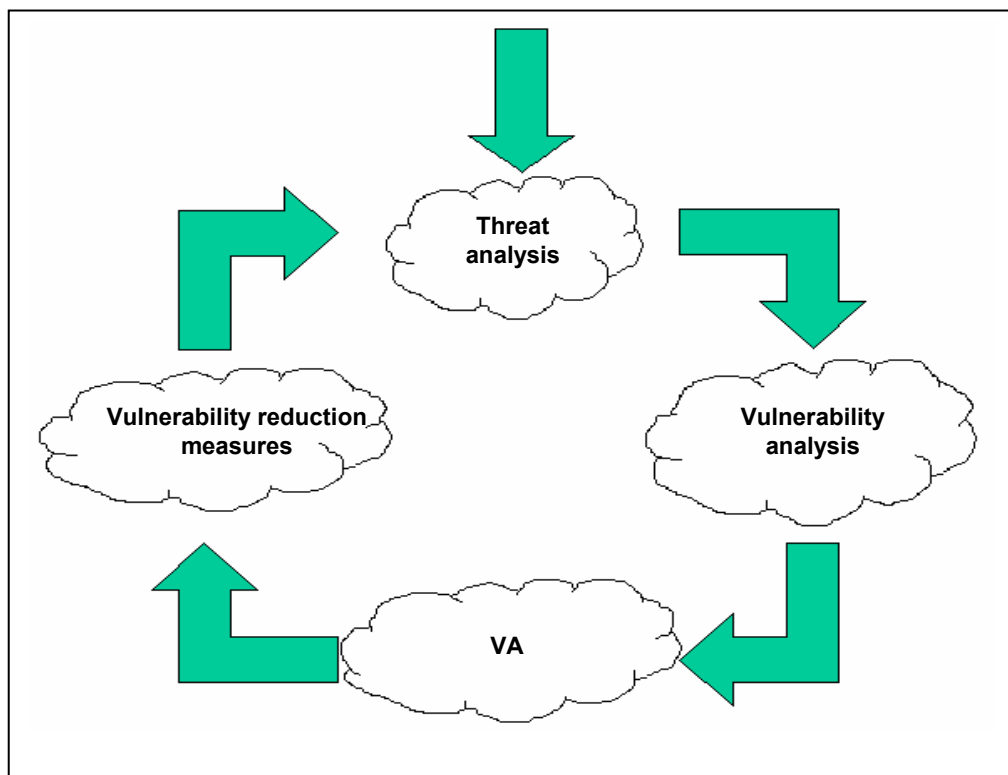 Threat
analysis
Vulnerability
analysis
VA
Vulnerability reduction
measures